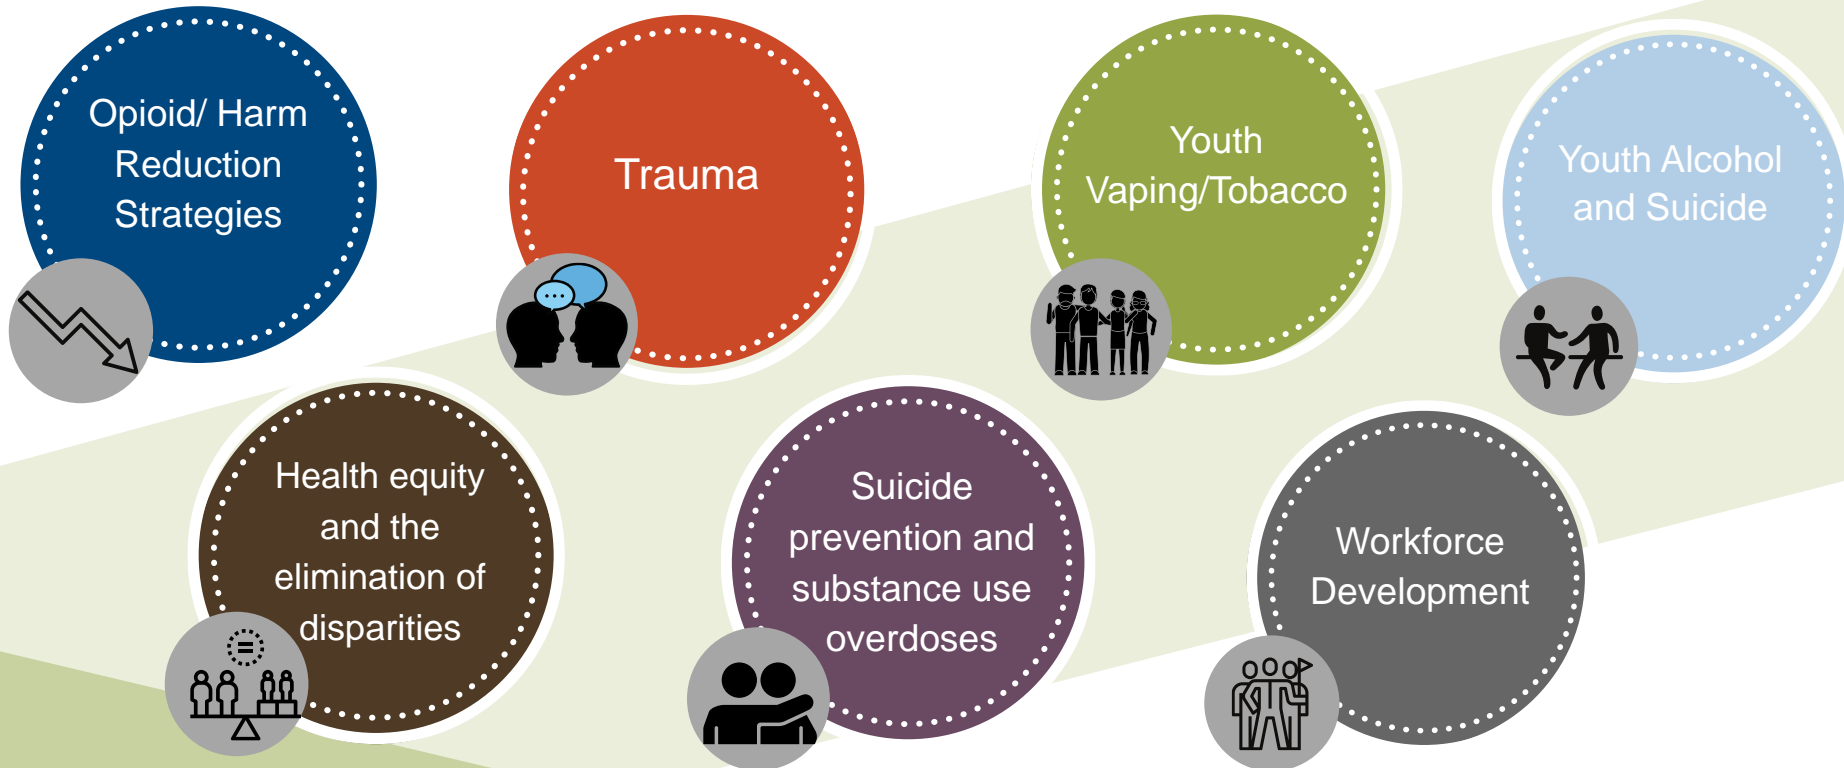 Opioid/ Harm
Reduction
Strategies
Trauma
Youth
Vaping/Tobacco
Youth Alcohol
and Suicide
Health equity
and the
elimination of
disparities
Suicide
prevention and
substance use
overdoses
Workforce
Development